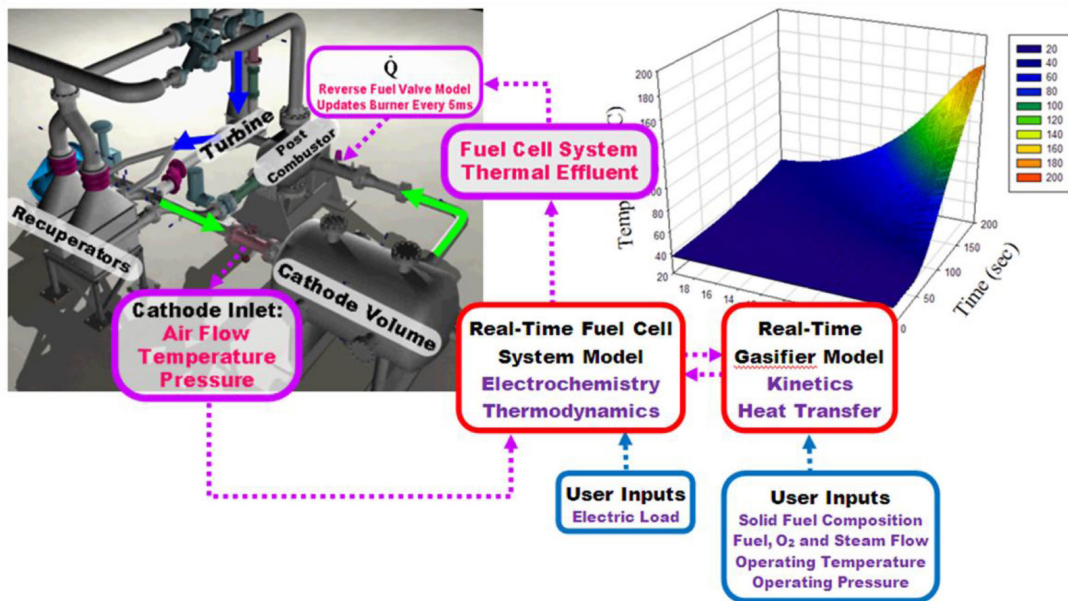 Q̇
Reverse Fuel Valve Model
Updates Burner Every 5ms
Turbine
Post
Combustor
Recuperators
Cathode Volume
Fuel Cell System
Thermal Effluent
Cathode Inlet:
Air Flow
Temperature
Pressure
Real-Time Fuel Cell
System Model
Electrochemistry
Thermodynamics
Real-Time
Gasifier Model
Kinetics
Heat Transfer
User Inputs
Electric Load
User Inputs
Solid Fuel Composition
Fuel, O₂ and Steam Flow
Operating Temperature
Operating Pressure
200
180
160
100
80
60
40
20
18
16
14
0
50
100
150
200
Time (sec)
20
40
60
80
100
120
140
160
180
200